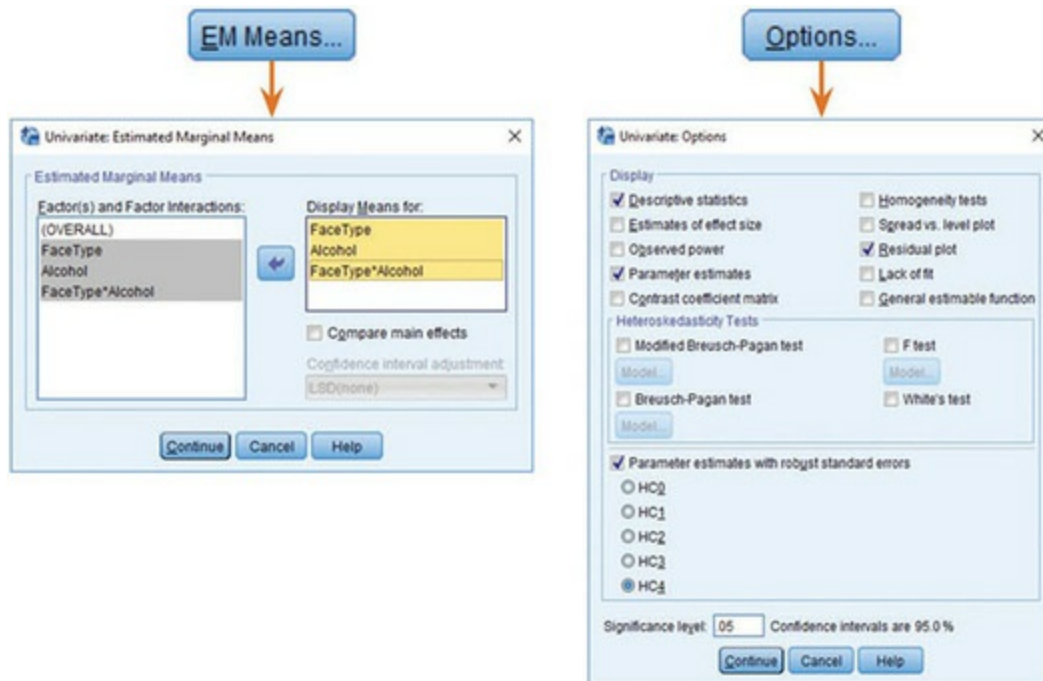 EM Means...
Univariate: Estimated Marginal Means
Estimated Marginal Means
Factor(s) and Factor Interactions:
(OVERALL)
FaceType
Alcohol
FaceType*Alcohol
Display Means for:
FaceType
Alcohol
FaceType*Alcohol
Compare main effects
Confidence interval adjustment
LSD(none)
Continue Cancel Help
Options...
Univariate: Options
Display
Descriptive statistics Homogeneity tests
Estimates of effect size Spread vs. level plot
Observed power Residual plot
Parameter estimates Lack of fit
Contrast coefficient matrix General estimable function
Heteroskedasticity Tests
Modified Breusch-Pagan test F test
Model... Model...
Breusch-Pagan test White's test
Model...
Parameter estimates with robust standard errors
HC0
HC1
HC2
HC3
HC4
Significance level: .05 Confidence intervals are 95.0 %
Continue Cancel Help